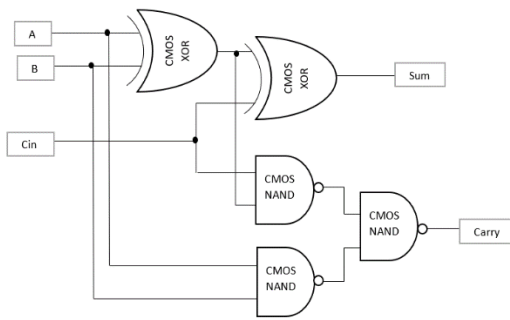 A
B
Cin
CMOS
XOR
CMOS
XOR
Sum
CMOS
NAND
CMOS
NAND
Carry
CMOS
NAND